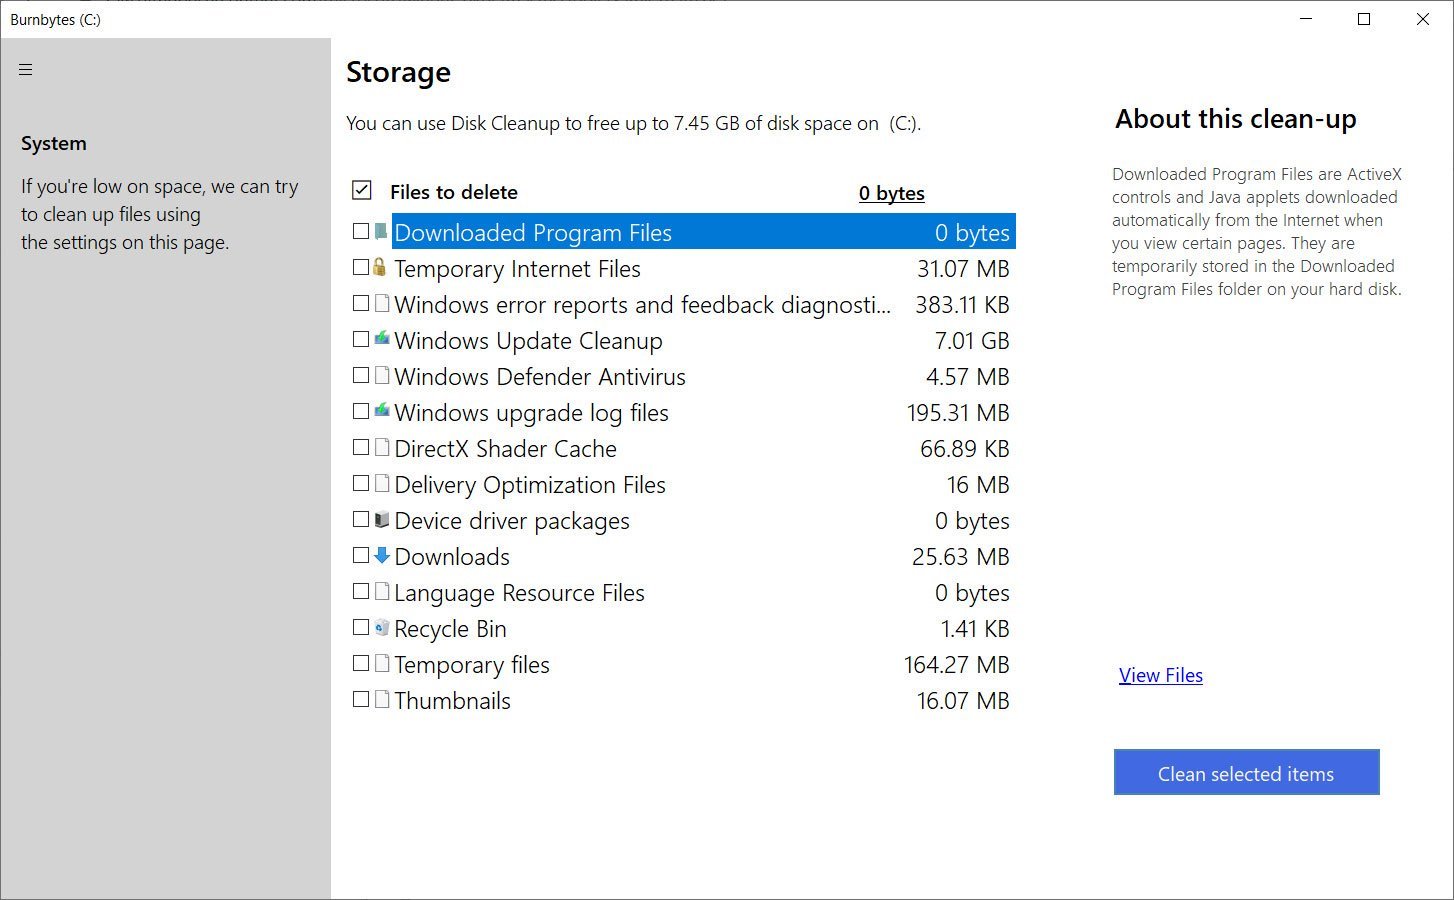 Burnbytes (C:)
System
If you're low on space, we can try
to clean up files using
the settings on this page.
Storage
You can use Disk Cleanup to free up to 7.45 GB of disk space on  (C:).
Files to delete 0 bytes
Downloaded Program Files 0 bytes
Temporary Internet Files 31.07 MB
Windows error reports and feedback diagnosti... 383.11 KB
Windows Update Cleanup 7.01 GB
Windows Defender Antivirus 4.57 MB
Windows upgrade log files 195.31 MB
DirectX Shader Cache 66.89 KB
Delivery Optimization Files 16 MB
Device driver packages 0 bytes
Downloads 25.63 MB
Language Resource Files 0 bytes
Recycle Bin 1.41 KB
Temporary files 164.27 MB
Thumbnails 16.07 MB
About this clean-up
Downloaded Program Files are ActiveX
controls and Java applets downloaded
automatically from the Internet when
you view certain pages. They are
temporarily stored in the Downloaded
Program Files folder on your hard disk.
View Files
Clean selected items